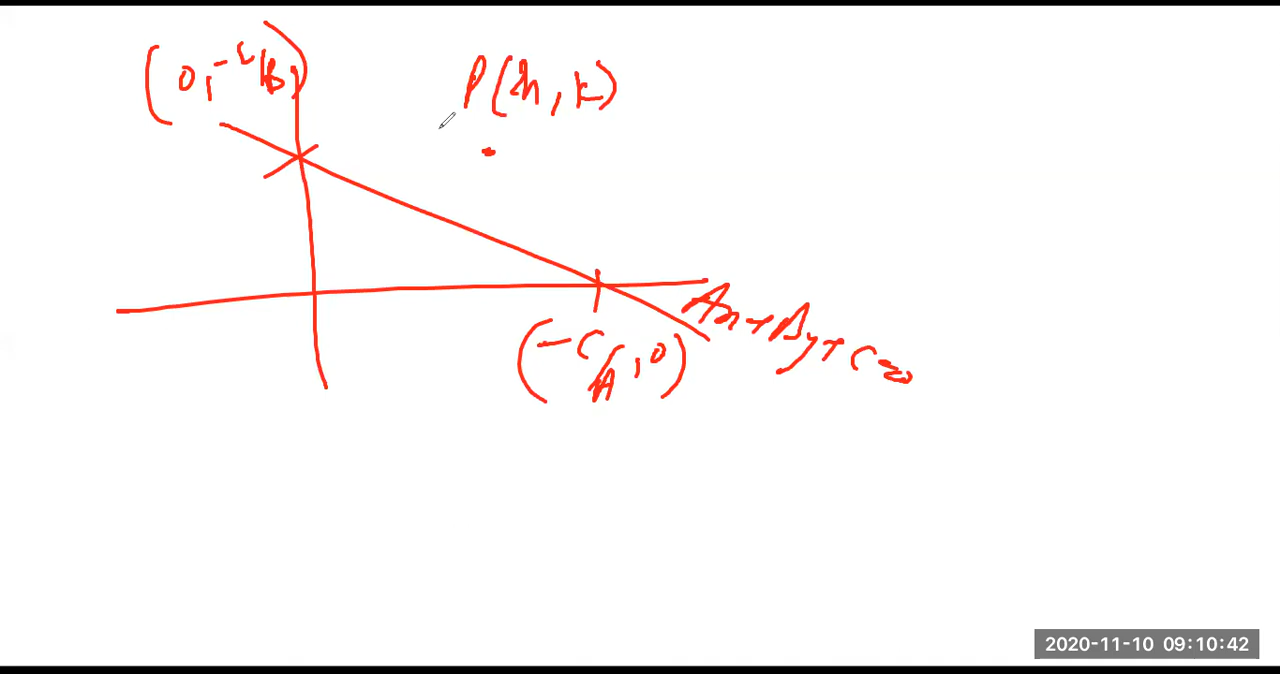 (0, -C/B)
P(h, k)
Ax + By + C = 0
(-C/A, 0)
2020-11-10 09:10:42